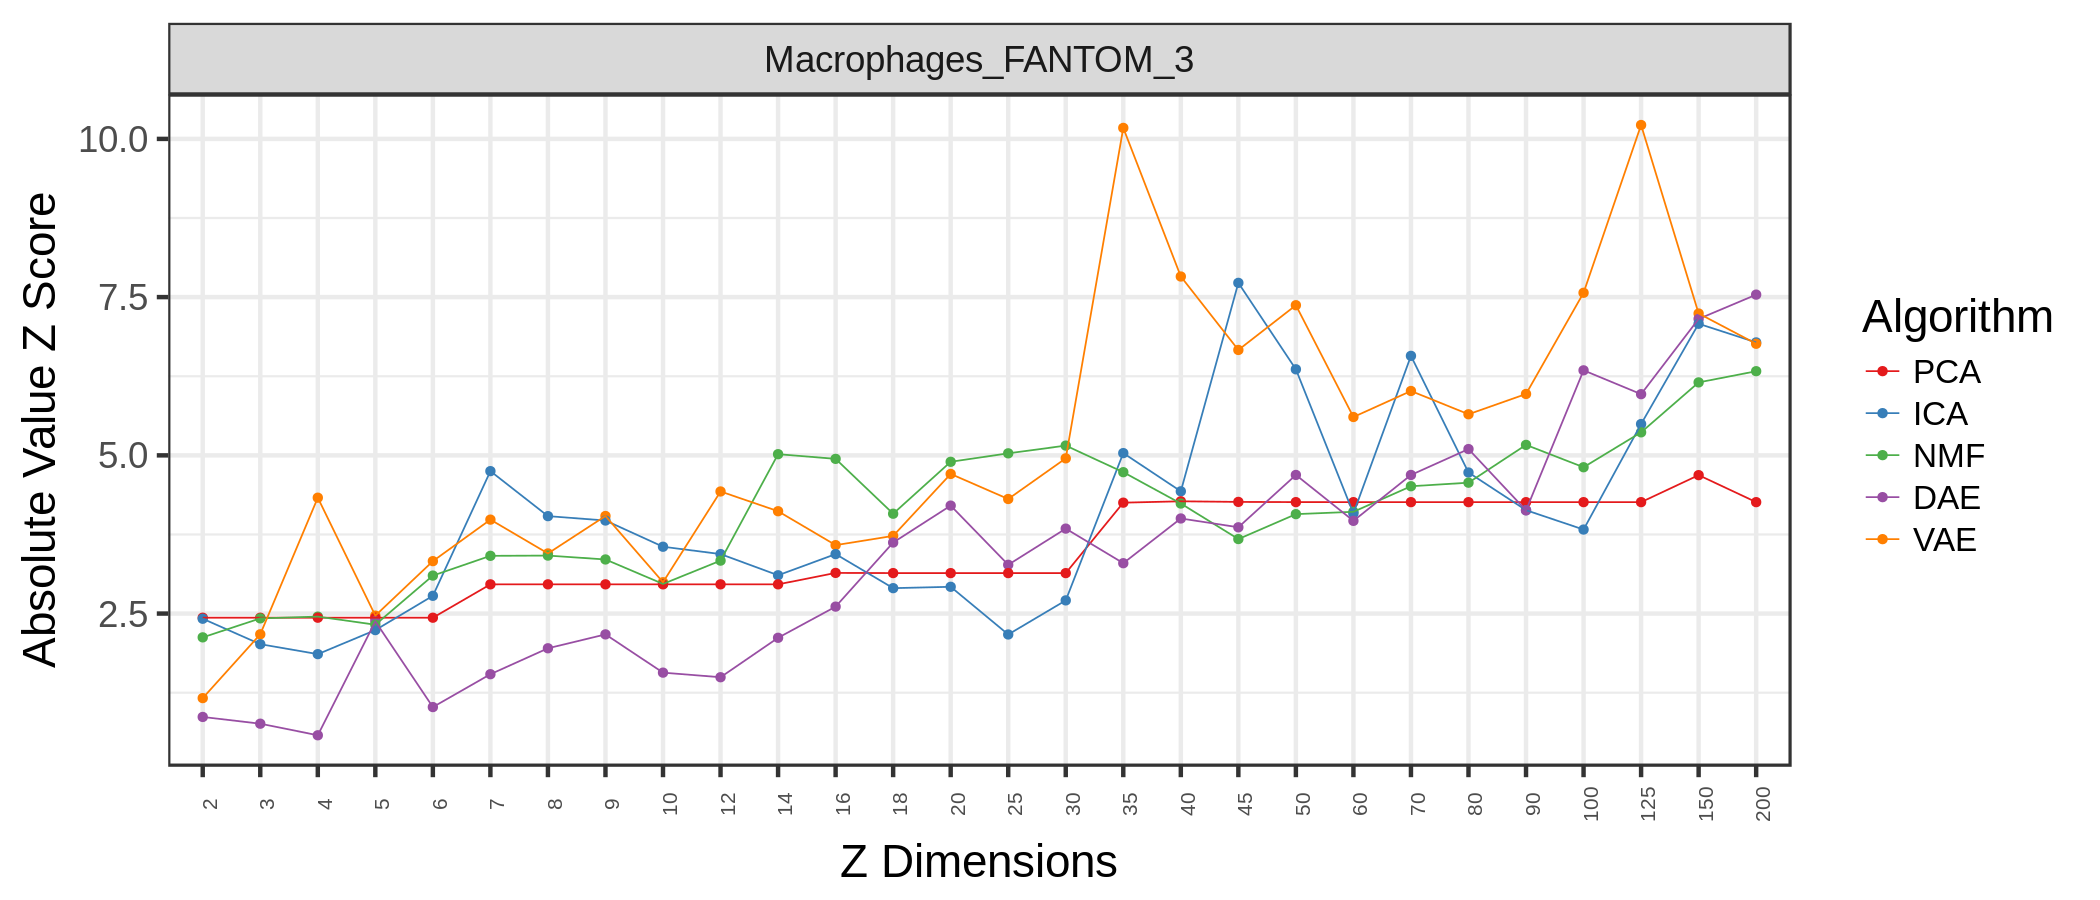 Macrophages_FANTOM_3
Absolute Value Z Score
10.0
7.5
5.0
2.5
2 3 4 5 6 7 8 9 10 12 14 16 18 20 25 30 35 40 45 50 60 70 80 90 100 125 150 200
Z Dimensions
Algorithm
PCA
ICA
NMF
DAE
VAE